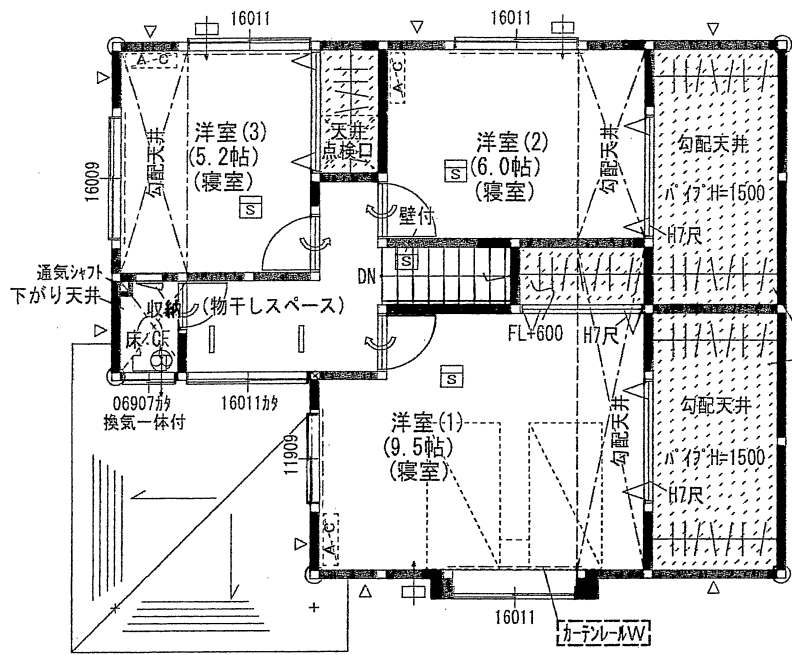 16011
16011
A-C
A-C
洋室(3)
(5.2帖)
(寝室)
勾配天井
16009
S
天井
点検口
洋室(2)
(6.0帖)
(寝室)
S
勾配天井
勾配天井
パイプH=1500
H7尺
壁付
S
DN
通気シャフト
下がり天井
収納
(物干しスペース)
床
06907カタ
換気一体付
16011カタ
FL+600
H7尺
S
洋室(1)
(9.5帖)
(寝室)
勾配天井
勾配天井
パイプH=1500
H7尺
11909
A-C
16011
カーテンレールW